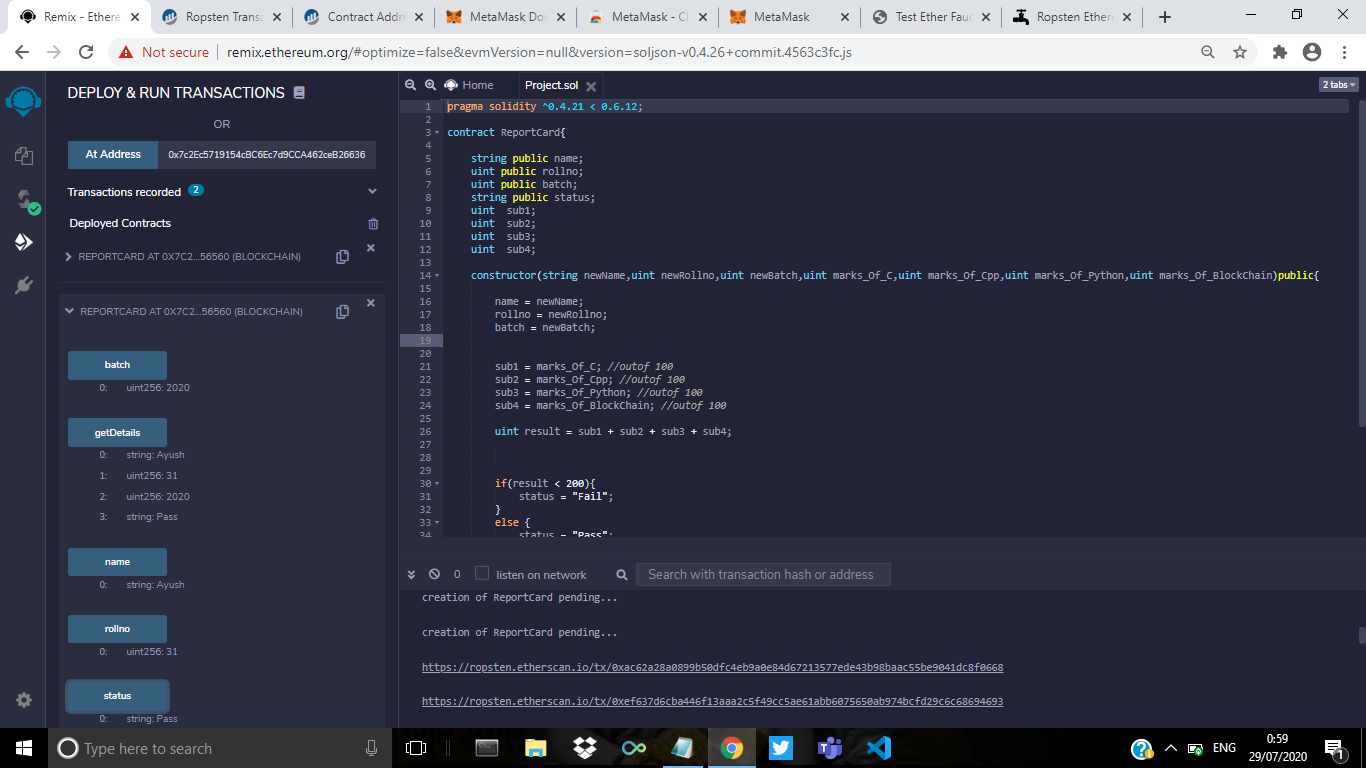 Remix - Ethere
Ropsten Transa
Contract Addre
MetaMask Dow
MetaMask - Ch
MetaMask
Test Ether Fauc
Ropsten Ethere
Not secure
remix.ethereum.org/#optimize=false&evmVersion=null&version=soljson-v0.4.26+commit.4563c3fc.js
DEPLOY & RUN TRANSACTIONS
OR
At Address
0x7c2Ec5719154cBC6Ec7d9CCA462ceB26636
Transactions recorded 2
Deployed Contracts
REPORTCARD AT 0X7C2...56560 (BLOCKCHAIN)
REPORTCARD AT 0X7C2...56560 (BLOCKCHAIN)
batch
0: uint256: 2020
getDetails
0: string: Ayush
1: uint256: 31
2: uint256: 2020
3: string: Pass
name
0: string: Ayush
rollno
0: uint256: 31
status
0: string: Pass
Home
Project.sol
2 tabs
1 pragma solidity ^0.4.21 < 0.6.12;
2
3 contract ReportCard{
4
5 string public name;
6 uint public rollno;
7 uint public batch;
8 string public status;
9 uint  sub1;
10 uint  sub2;
11 uint  sub3;
12 uint  sub4;
13
14 constructor(string newName,uint newRollno,uint newBatch,uint marks_Of_C,uint marks_Of_Cpp,uint marks_Of_Python,uint marks_Of_BlockChain)public{
15
16 name = newName;
17 rollno = newRollno;
18 batch = newBatch;
19
20
21 sub1 = marks_Of_C; //outof 100
22 sub2 = marks_Of_Cpp; //outof 100
23 sub3 = marks_Of_Python; //outof 100
24 sub4 = marks_Of_BlockChain; //outof 100
25
26 uint result = sub1 + sub2 + sub3 + sub4;
27
28
29
30 if(result < 200){
31 status = "Fail";
32 }
33 else {
34 status = "Pass";
0
listen on network
Search with transaction hash or address
creation of ReportCard pending...
creation of ReportCard pending...
https://ropsten.etherscan.io/tx/0xac62a28a0899b50dfc4eb9a0e84d67213577ede43b98baac55be9041dc8f0668
https://ropsten.etherscan.io/tx/0xef637d6cba446f13aaa2c5f49cc5ae61abb6075650ab974bcfd29c6c68694693
Type here to search
ENG
0:59
29/07/2020
1